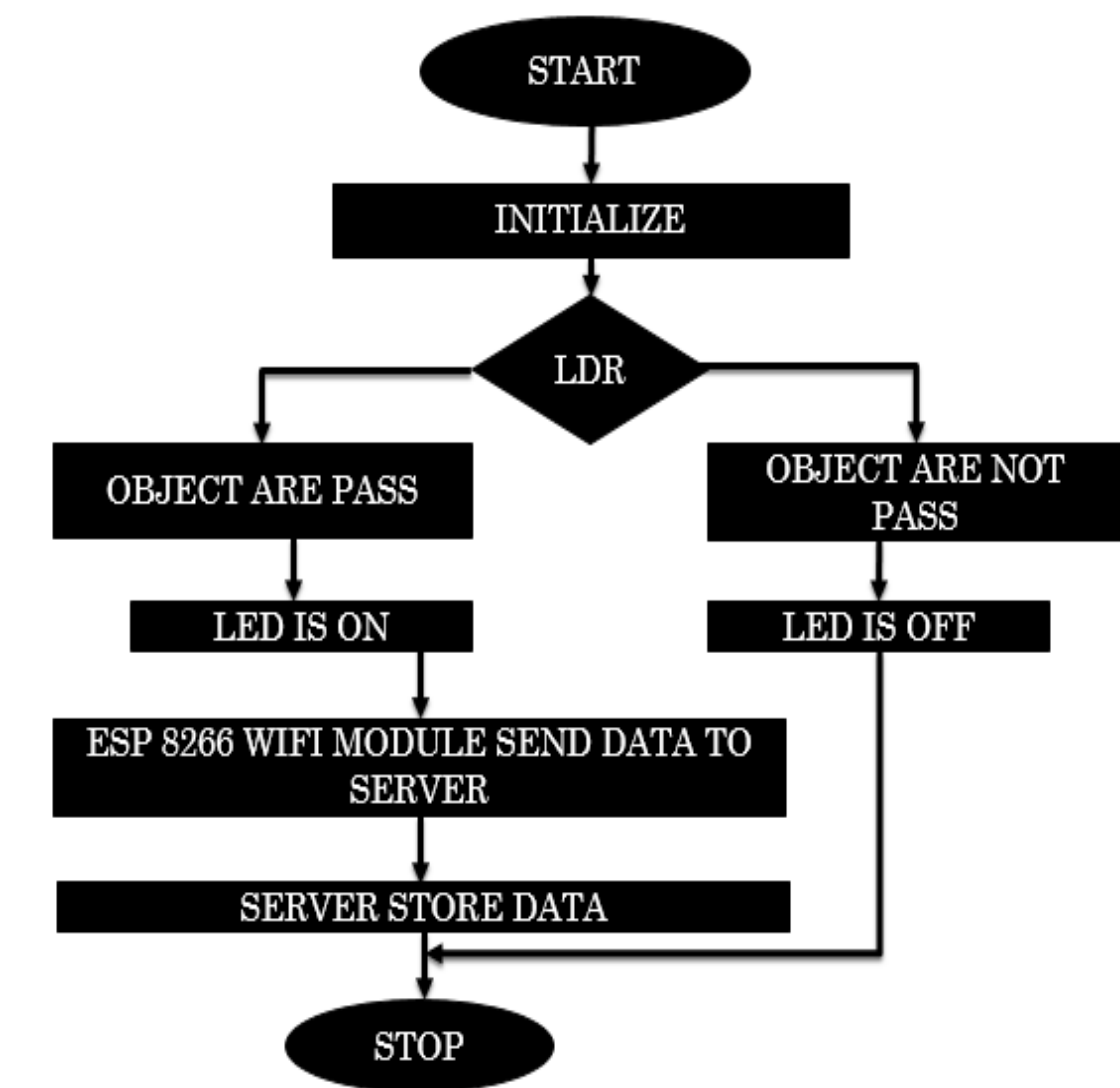 START
INITIALIZE
LDR
OBJECT ARE PASS
OBJECT ARE NOT
PASS
LED IS ON
LED IS OFF
ESP 8266 WIFI MODULE SEND DATA TO
SERVER
SERVER STORE DATA
STOP